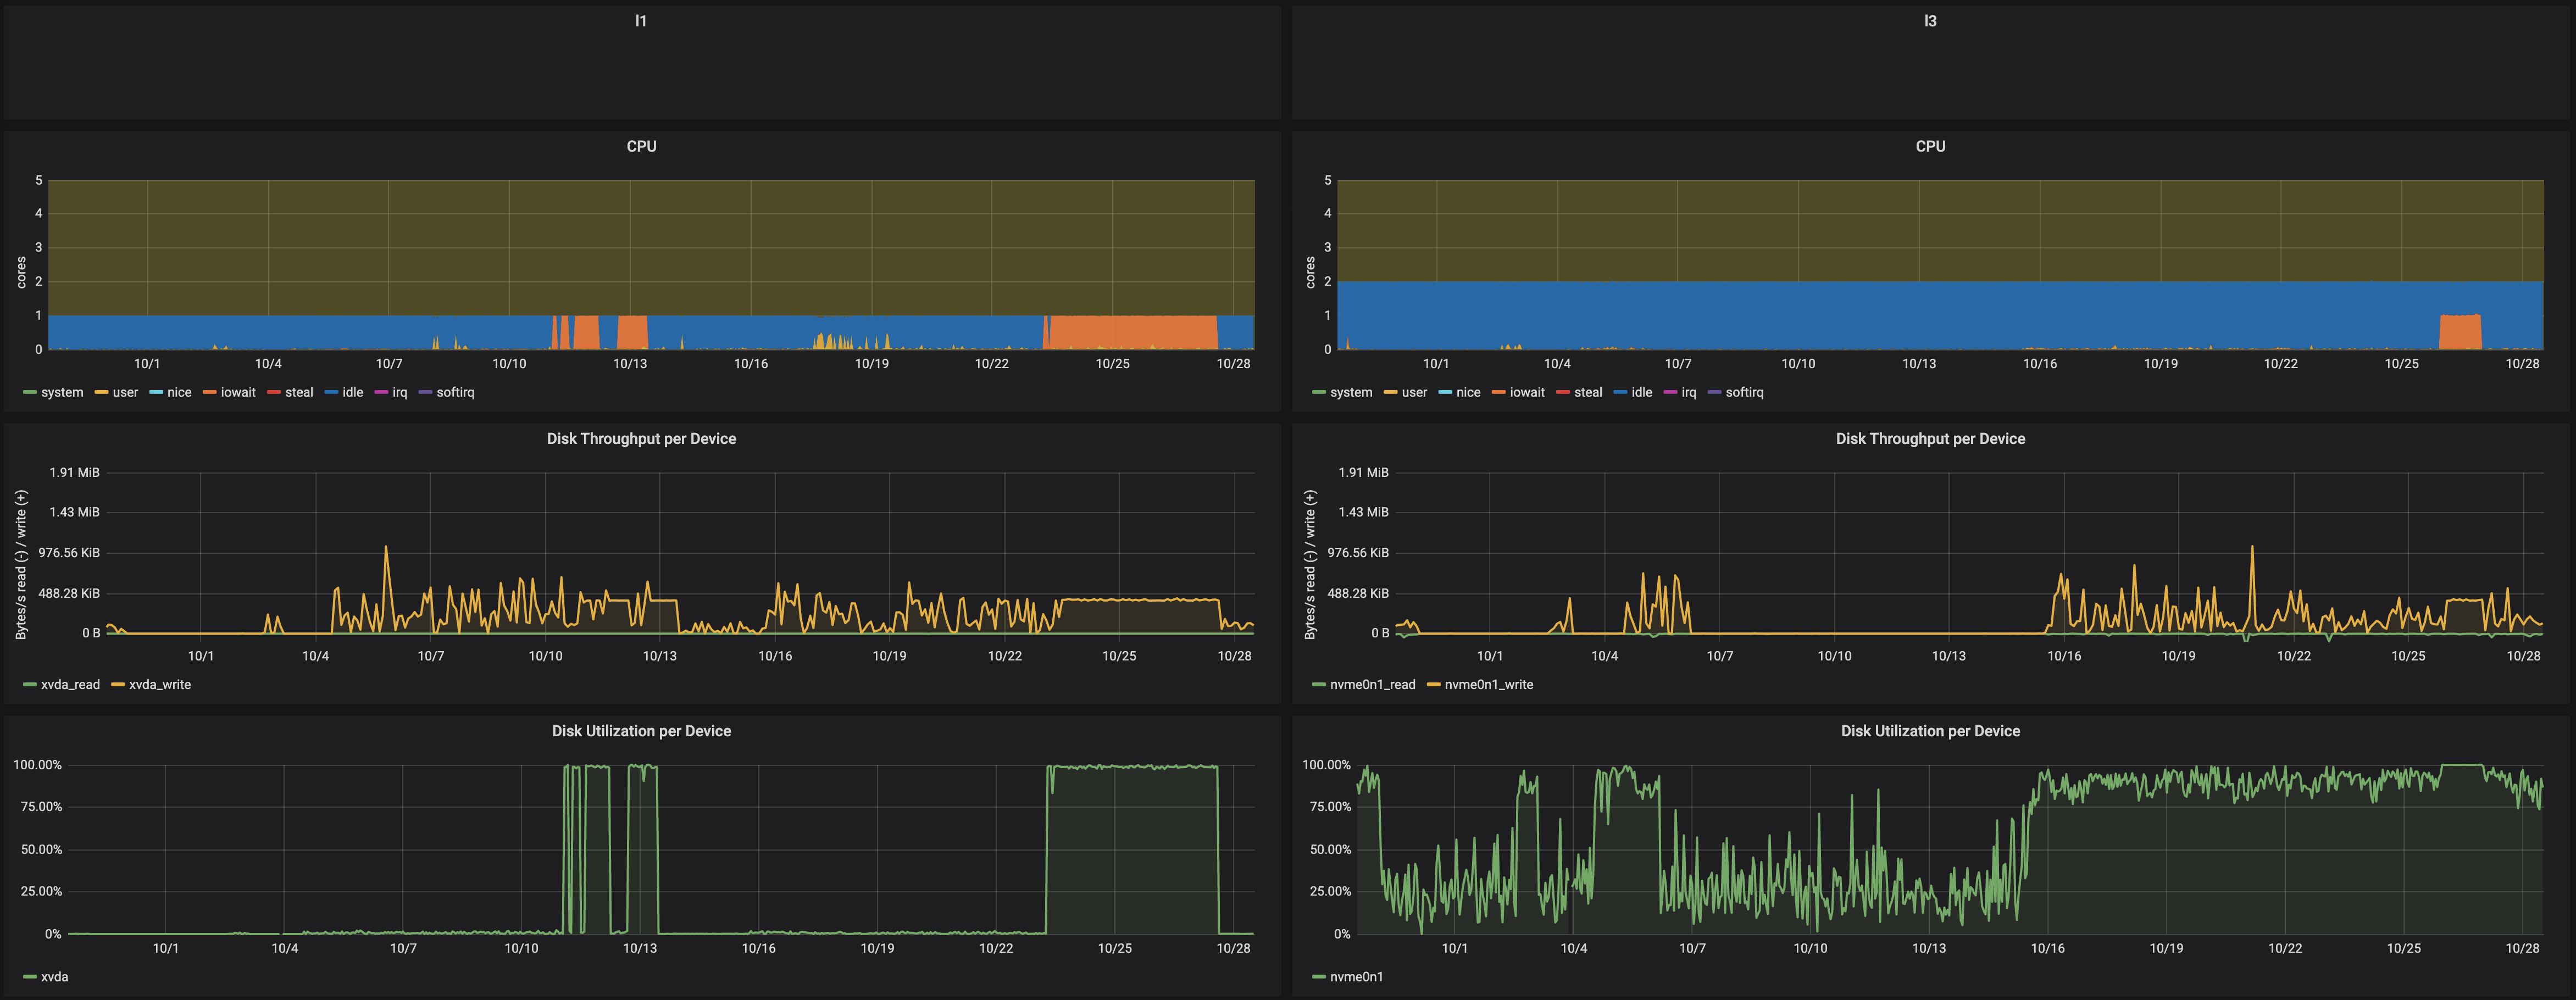 l1
l3
CPU
5
4
3
2
1
0
cores
10/1 10/4 10/7 10/10 10/13 10/16 10/19 10/22 10/25 10/28
system user nice iowait steal idle irq softirq
CPU
5
4
3
2
1
0
cores
10/1 10/4 10/7 10/10 10/13 10/16 10/19 10/22 10/25 10/28
system user nice iowait steal idle irq softirq
Disk Throughput per Device
1.91 MiB
1.43 MiB
976.56 KiB
488.28 KiB
0 B
Bytes/s read (-) / write (+)
10/1 10/4 10/7 10/10 10/13 10/16 10/19 10/22 10/25 10/28
xvda_read xvda_write
Disk Throughput per Device
1.91 MiB
1.43 MiB
976.56 KiB
488.28 KiB
0 B
Bytes/s read (-) / write (+)
10/1 10/4 10/7 10/10 10/13 10/16 10/19 10/22 10/25 10/28
nvme0n1_read nvme0n1_write
Disk Utilization per Device
100.00%
75.00%
50.00%
25.00%
0%
10/1 10/4 10/7 10/10 10/13 10/16 10/19 10/22 10/25 10/28
xvda
Disk Utilization per Device
100.00%
75.00%
50.00%
25.00%
0%
10/1 10/4 10/7 10/10 10/13 10/16 10/19 10/22 10/25 10/28
nvme0n1